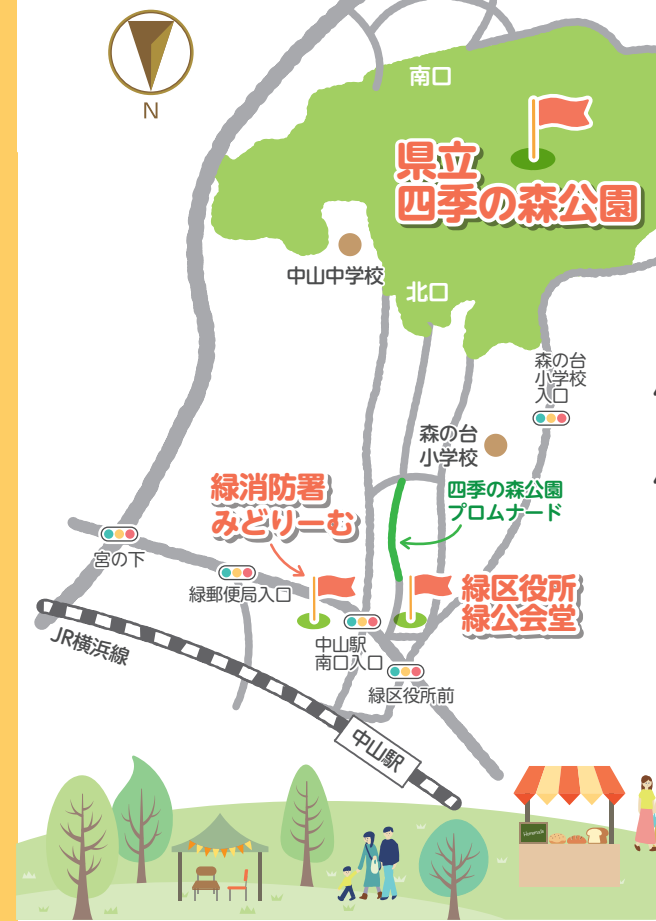 N
南口
県立
四季の森公園
中山中学校
北口
森の台
小学校
入口
森の台
小学校
四季の森公園
プロムナード
緑消防署
みどりーむ
宮の下
緑郵便局入口
緑区役所
緑公会堂
中山駅
南口入口
JR横浜線
緑区役所前
中山駅